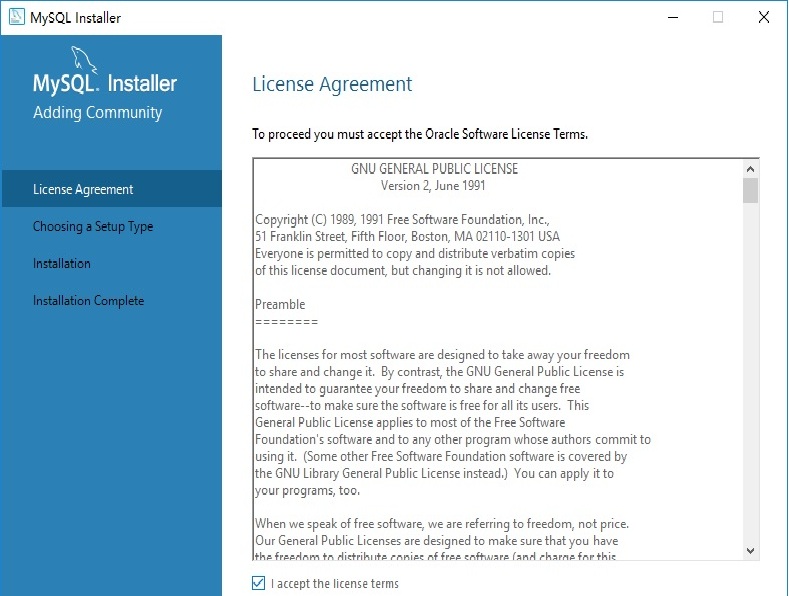 MySQL Installer
MySQL. Installer
Adding Community
License Agreement
Choosing a Setup Type
Installation
Installation Complete
License Agreement
To proceed you must accept the Oracle Software License Terms.
GNU GENERAL PUBLIC LICENSE
Version 2, June 1991
Copyright (C) 1989, 1991 Free Software Foundation, Inc.,
51 Franklin Street, Fifth Floor, Boston, MA 02110-1301 USA
Everyone is permitted to copy and distribute verbatim copies
of this license document, but changing it is not allowed.
Preamble
========
The licenses for most software are designed to take away your freedom
to share and change it.  By contrast, the GNU General Public License is
intended to guarantee your freedom to share and change free
software--to make sure the software is free for all its users.  This
General Public License applies to most of the Free Software
Foundation's software and to any other program whose authors commit to
using it.  (Some other Free Software Foundation software is covered by
the GNU Library General Public License instead.)  You can apply it to
your programs, too.
When we speak of free software, we are referring to freedom, not price.
Our General Public Licenses are designed to make sure that you have
the freedom to distribute copies of free software (and charge for this
I accept the license terms